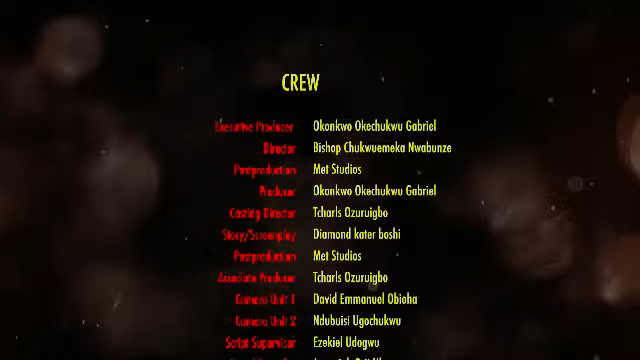 CREW
Executive Producer Okonkwo Okechukwu Gabriel
Director Bishop Chukwuemeka Nwabunze
Postproduction Met Studios
Producer Okonkwo Okechukwu Gabriel
Casting Director Tcharls Ozuruigbo
Story/Screenplay Diamond kater boshi
Postproduction Met Studios
Associate Producer Tcharls Ozuruigbo
Camera Unit 1 David Emmanuel Obioha
Camera Unit 2 Ndubuisi Ugochukwu
Script Supervisor Ezekiel Udogwu